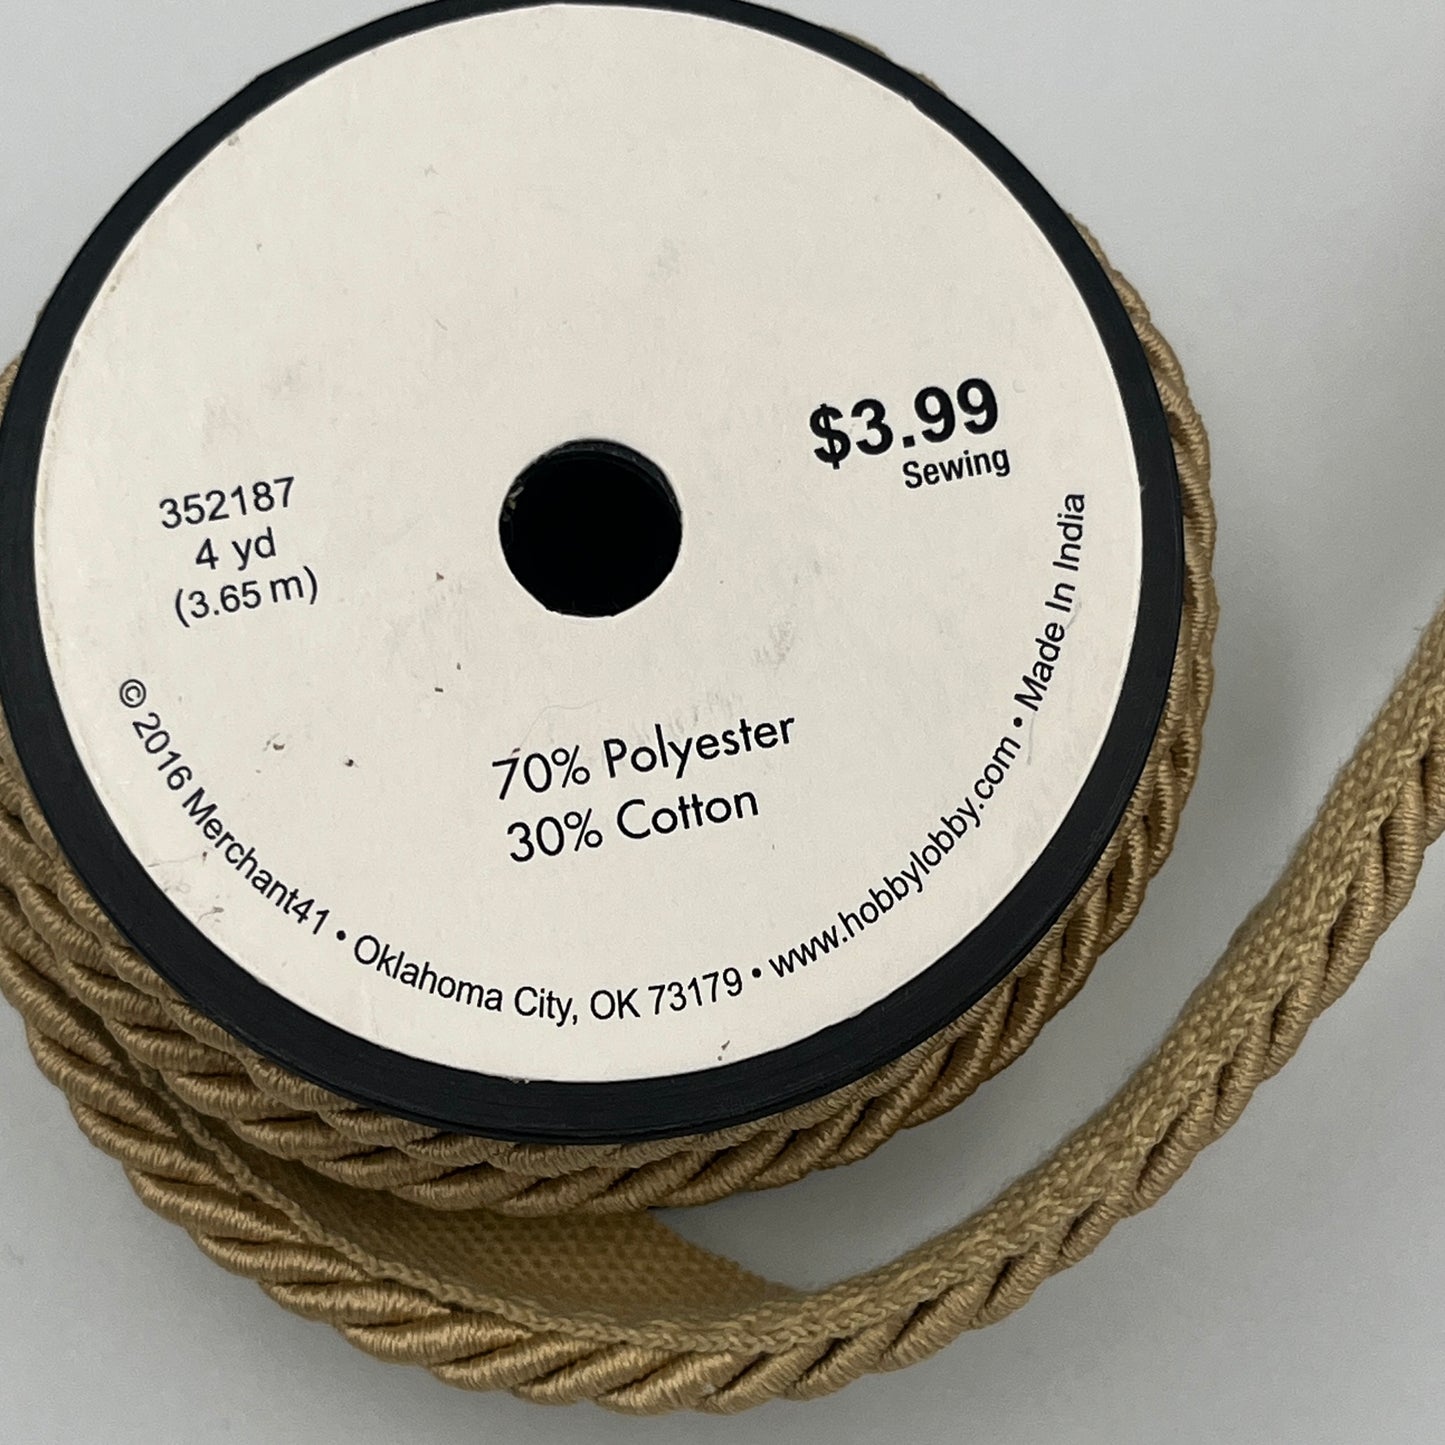 $3.99
Sewing
352187
4 yd
(3.65 m)
70% Polyester
30% Cotton
© 2016 Merchant41 • Oklahoma City, OK 73179 • www.hobbylobby.com • Made In India